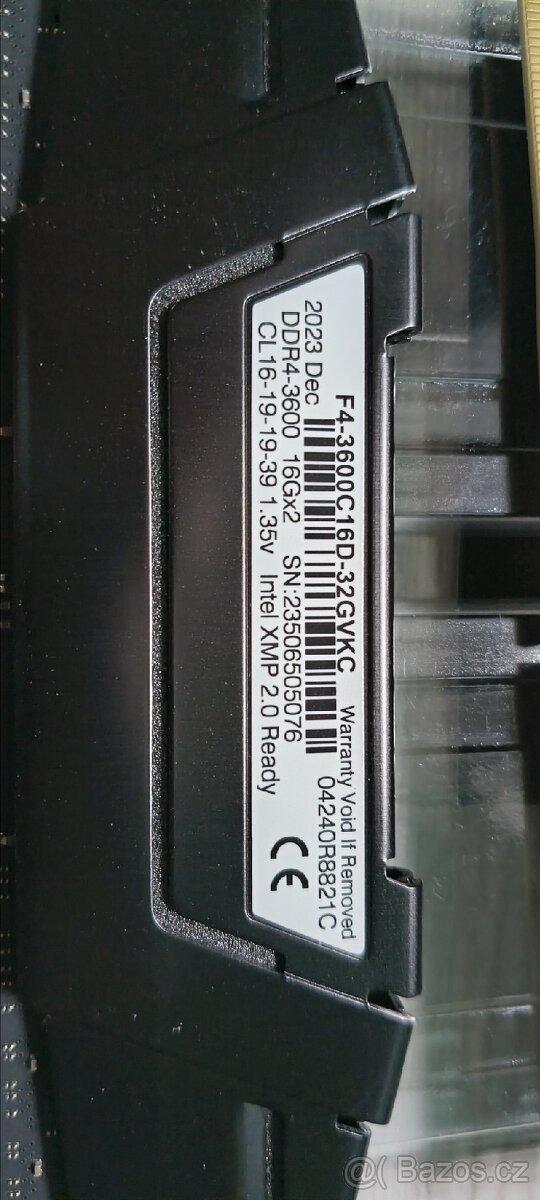 F4-3600C16D-32GVKC Warranty Void If Removed
2023 Dec 04240R8821C
DDR4-3600 16Gx2 SN:23506505076
CL16-19-19-39 1.35v Intel XMP 2.0 Ready
CE
@( Bazos.cz